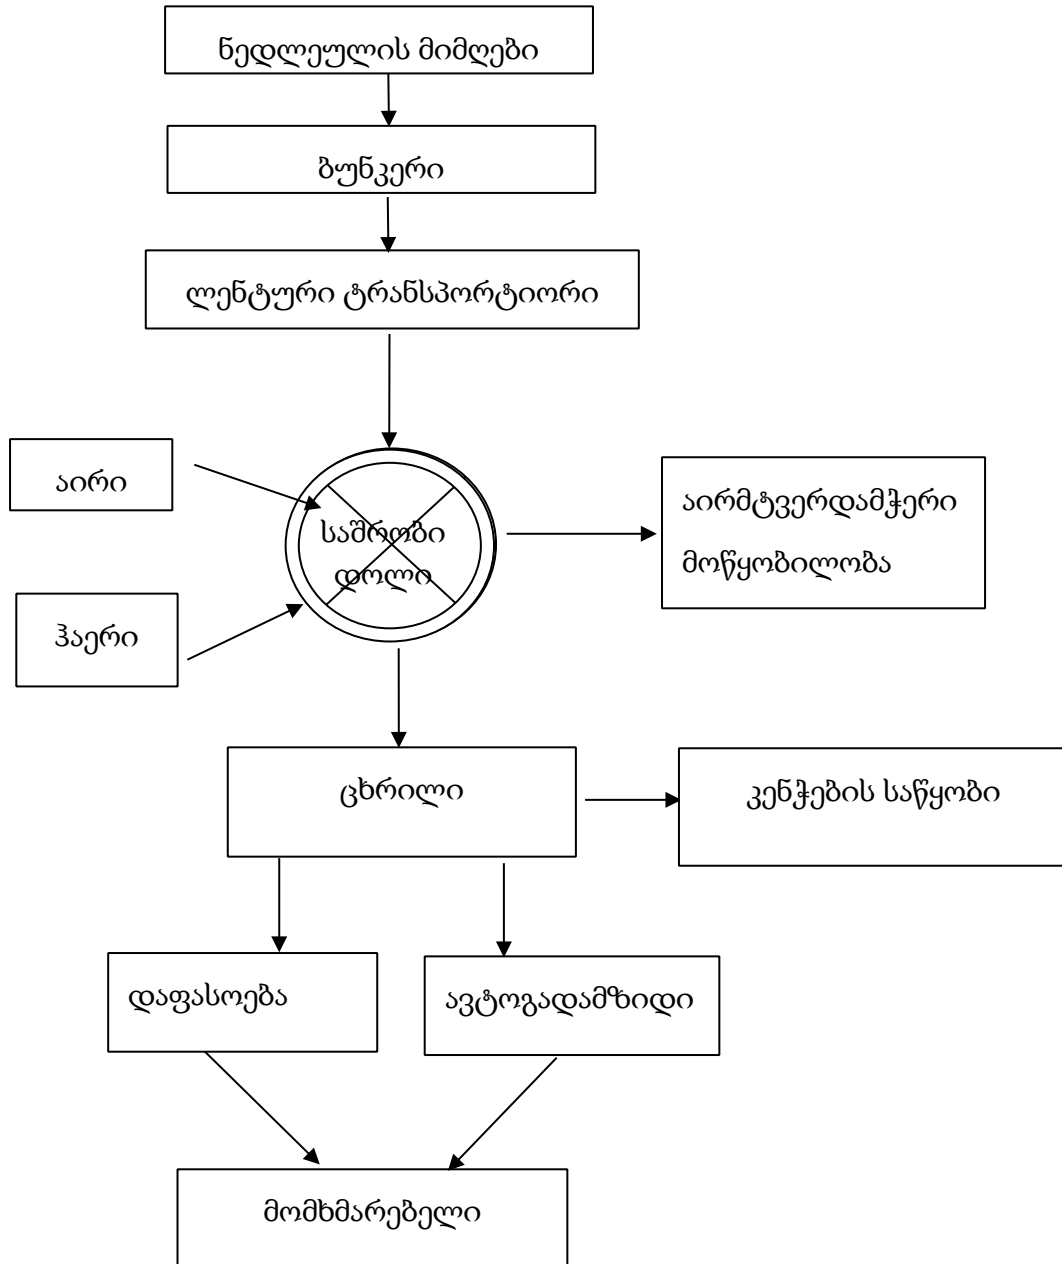 ნედლეულის მიმღები
ბუნკერი
ლენტური ტრანსპორტიორი
აირი
საშრობი
დოლი
აირმტვერდამჭერი
მოწყობილობა
ჰაერი
ცხრილი
კენჭების საწყობი
დაფასოება
ავტოგადამზიდი
მომხმარებელი